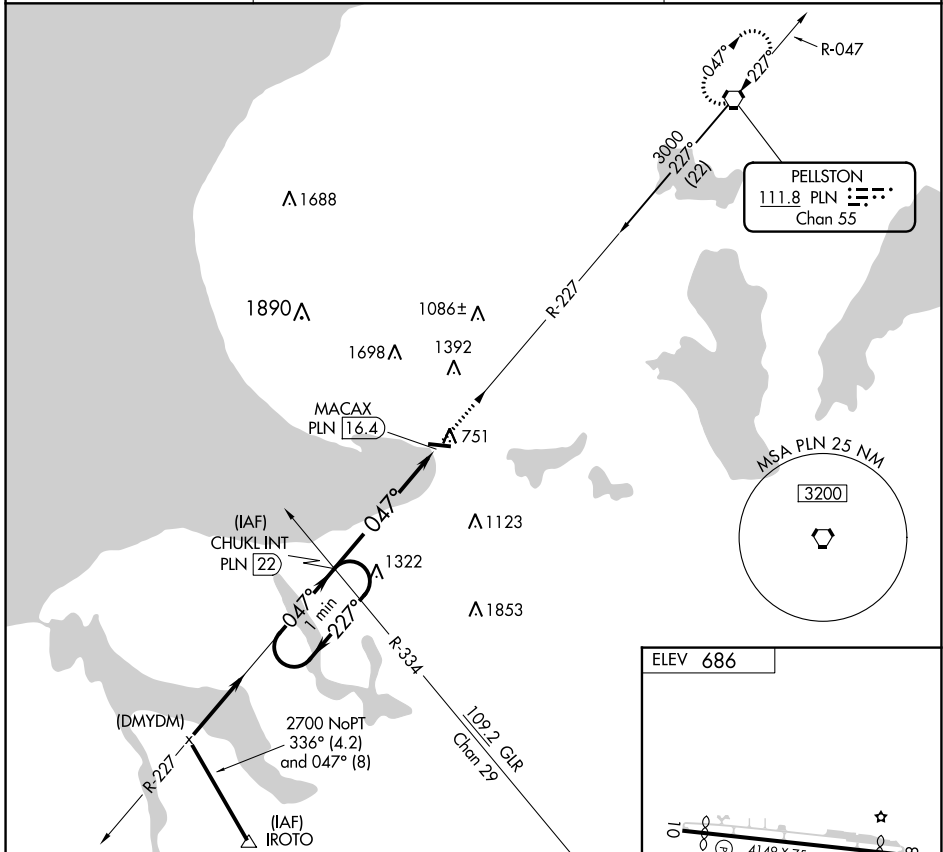 R-047
047°
227°
3000
227°
(22)
PELLSTON
111.8 PLN
Chan 55
1688
R-227
1890
1086±
1698
1392
MACAX
PLN 16.4
751
MSA PLN 25 NM
3200
047°
(IAF)
CHUKL INT
PLN 22
1123
1322
047°
1 min
227°
1853
R-334
ELEV 686
109.2 GLR
Chan 29
(DMYDM)
2700 NoPT
336° (4.2)
and 047° (8)
R-227
(IAF)
IROTO
10